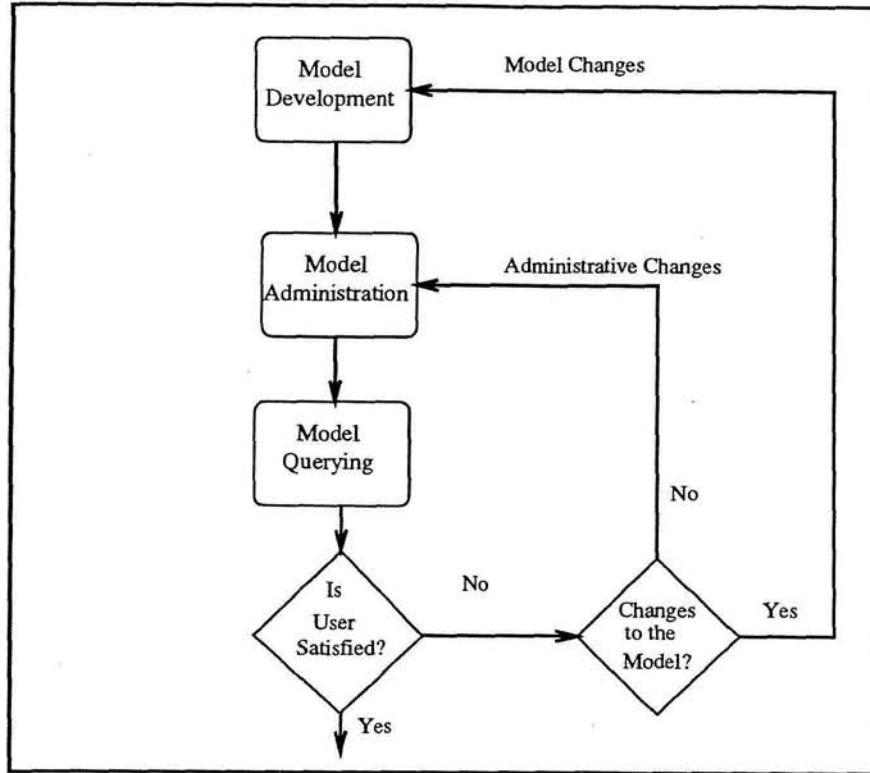 Model
Development
Model Changes
Model
Administration
Administrative Changes
Model
Querying
No
Is
User
Satisfied?
No
Changes
to the
Model?
Yes
Yes